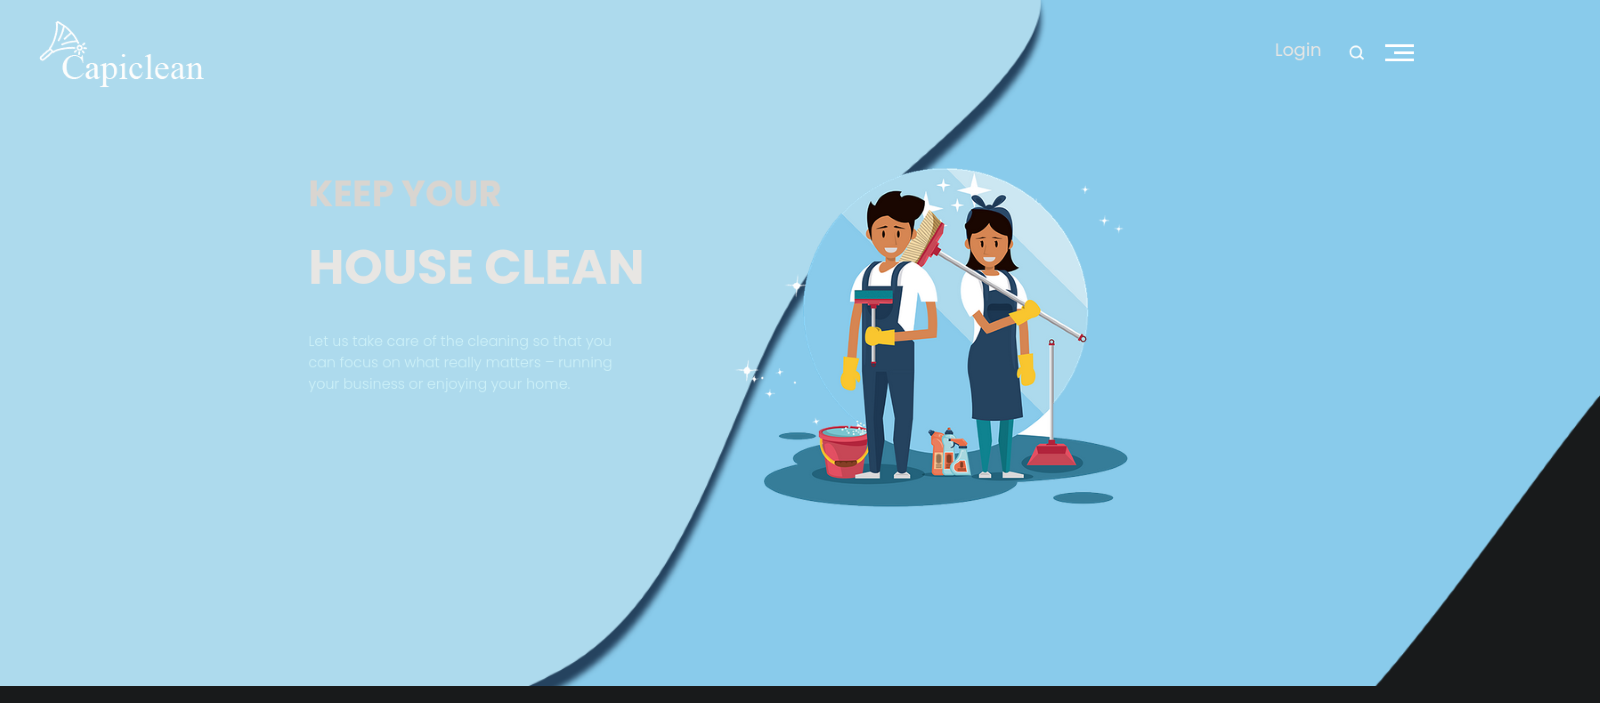 Capiclean
Login
KEEP YOUR
HOUSE CLEAN
Let us take care of the cleaning so that you
can focus on what really matters – running
your business or enjoying your home.